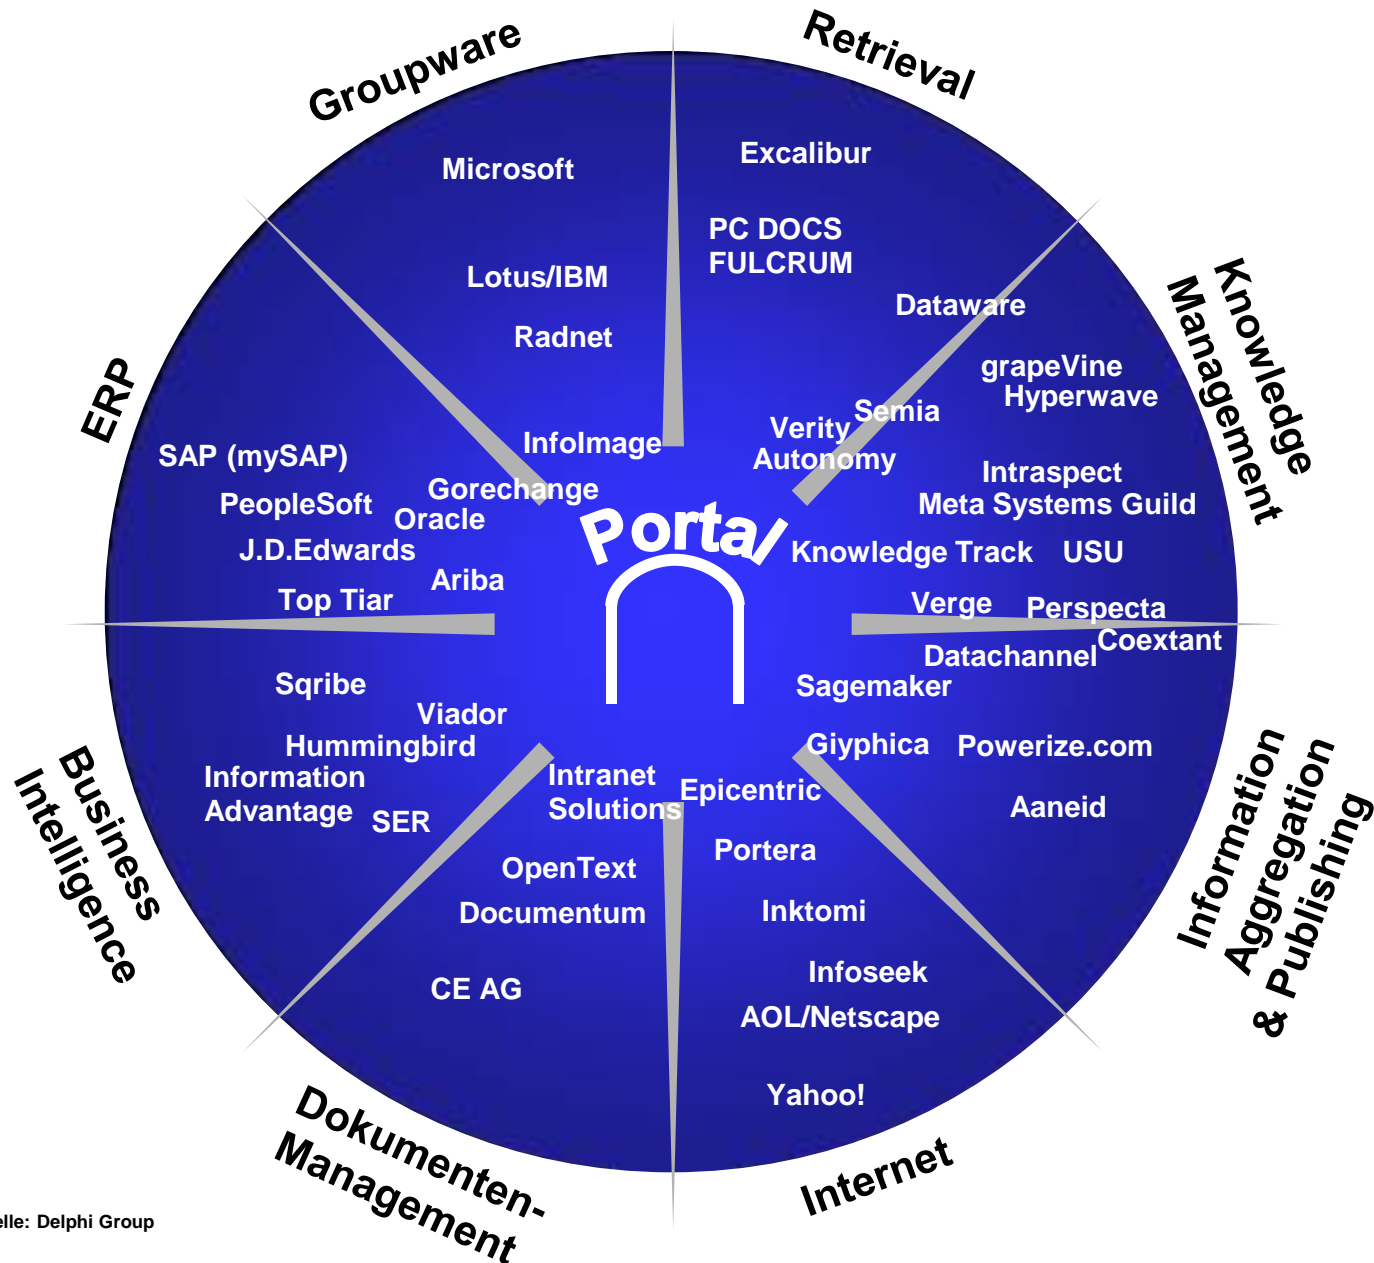 Groupware
Retrieval
Microsoft
Lotus/IBM
Radnet
InfoImage
Excalibur
PC DOCS
FULCRUM
Dataware
Semia
Verity
Autonomy
Knowledge
Management
grapeVine
Hyperwave
Intraspect
Meta Systems Guild
Knowledge Track
USU
Verge
Perspecta
Coextant
ERP
SAP (mySAP)
PeopleSoft
Gorechange
Oracle
J.D.Edwards
Ariba
Top Tiar
Portal
Datachannel
Sagemaker
Giyphica
Powerize.com
Aaneid
Information
Aggregation
& Publishing
Business
Intelligence
Sqribe
Viador
Hummingbird
Information
Advantage
SER
Intranet
Solutions
OpenText
Documentum
CE AG
Dokumenten-
Management
Epicentric
Portera
Inktomi
Infoseek
AOL/Netscape
Yahoo!
Internet
elle: Delphi Group